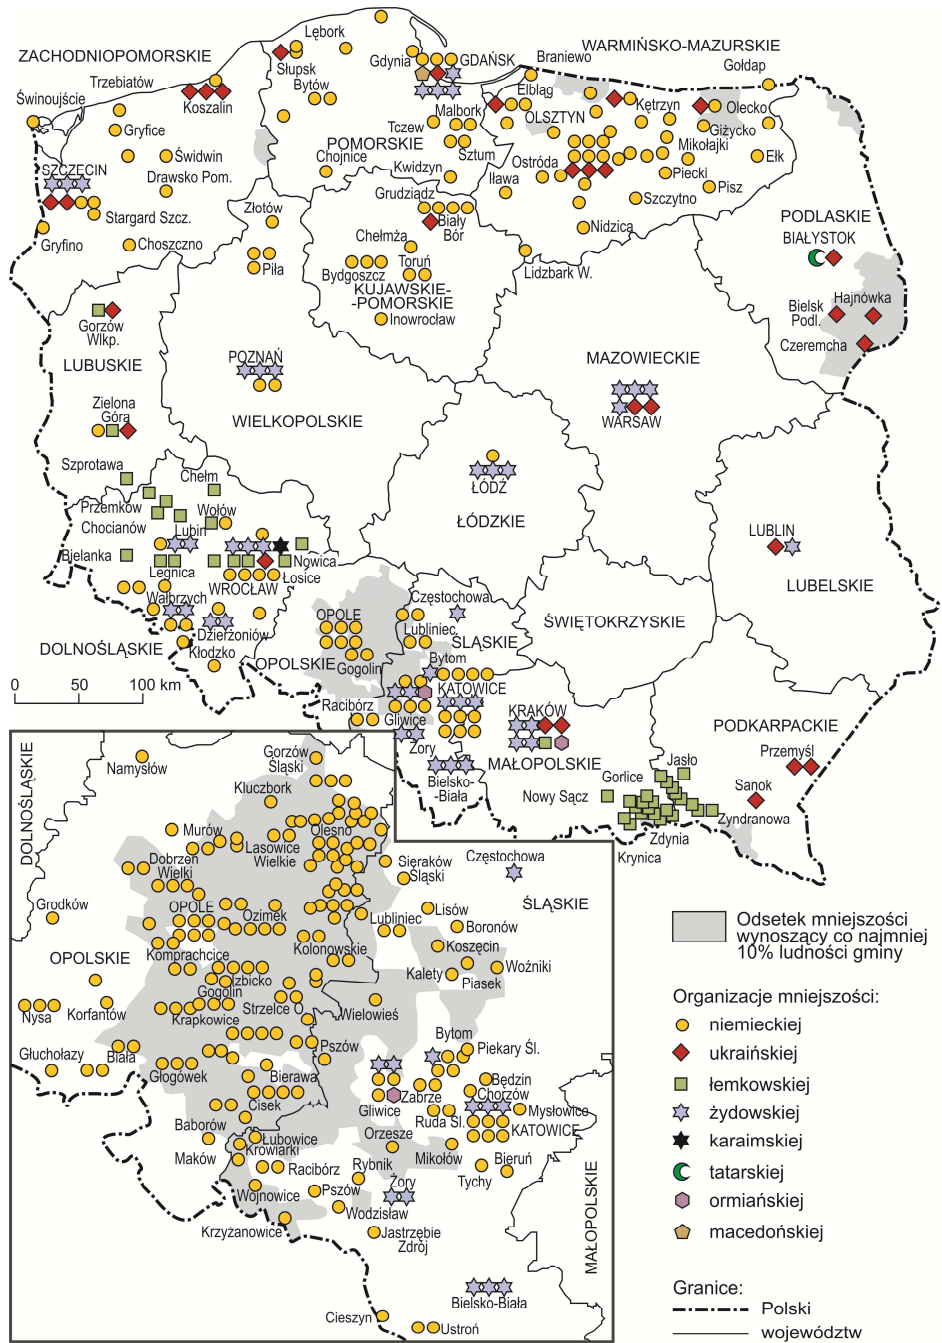 ZACHODNIOPOMORSKIE
Lębork
WARMIŃSKO-MAZURSKIE
Gdynia
GDAŃSK
Braniewo
Gołdap
Słupsk
Trzebiatów
Bytów
Elbląg
Świnoujście
Koszalin
Malbork
Kętrzyn
Olecko
OLSZTYN
Gryfice
Tczew
Giżycko
POMORSKIE
Mikołajki
Świdwin
Chojnice
Sztum
Ostróda
Ełk
SZCZECIN
Drawsko Pom.
Kwidzyn
Piecki
Iława
Pisz
Grudziądz
Szczytno
Złotów
Stargard Szcz.
Biały
Bór
PODLASKIE
Nidzica
BIAŁYSTOK
Gryfino
Choszczno
Chełmża
Toruń
Lidzbark W.
Piła
Bydgoszcz
KUJAWSKIE-
-POMORSKIE
Hajnówka
Bielsk
Podl.
Inowrocław
Gorzów
Wlkp.
Czeremcha
POZNAŃ
MAZOWIECKIE
LUBUSKIE
Zielona
Góra
WIELKOPOLSKIE
WARSAW
Szprotawa
Chełm
ŁÓDŹ
Przemków
Wołów
ŁÓDZKIE
Chocianów
Lubin
LUBLIN
Bielanka
Nowica
Legnica
Łosice
WROCŁAW
LUBELSKIE
Wałbrzych
Częstochowa
OPOLE
ŚWIĘTOKRZYSKIE
Dzierżoniów
Lubliniec
ŚLĄSKIE
DOLNOŚLĄSKIE
Kłodzko
OPOLSKIE
Gogolin
Bytom
0
50
100 km
KATOWICE
Racibórz
Gliwice
KRAKÓW
PODKARPACKIE
Żory
Przemyśl
MAŁOPOLSKIE
Jasło
Bielsko-
-Biała
Gorlice
Sanok
Nowy Sącz
Zyndranowa
Zdynia
Krynica
DOLNOŚLĄSKIE
Namysłów
Gorzów
Śląski
Kluczbork
Murów
Olesno
Lasowice
Wielkie
Dobrzeń
Wielki
Sieraków
Śląski
Częstochowa
Grodków
OPOLE
Ozimek
Lubliniec
Lisów
ŚLĄSKIE
Boronów
Komprachcice
Kolonowskie
Koszęcin
OPOLSKIE
Izbicko
Kalety
Woźniki
Piasek
Gogolin
Nysa
Korfantów
Krapkowice
Strzelce O.
Wielowieś
Bytom
Głuchołazy
Biała
Pszów
Piekary Śl.
Głogówek
Bierawa
Będzin
Zabrze
Chorzów
Cisek
Gliwice
Mysłowice
Ruda Śl.
KATOWICE
Baborów
Łubowice
Orzesze
Krowiarki
Maków
Mikołów
Racibórz
Rybnik
Bieruń
Tychy
Żory
Wojnowice
Pszów
Wodzisław
Krzyżanowice
Jastrzębie
Zdrój
MAŁOPOLSKIE
Bielsko-Biała
Cieszyn
Ustroń
Odsetek mniejszości
wynoszący co najmniej
10% ludności gminy
Organizacje mniejszości:
niemieckiej
ukraińskiej
łemkowskiej
żydowskiej
karaimskiej
tatarskiej
ormiańskiej
macedońskiej
Granice:
Polski
województw